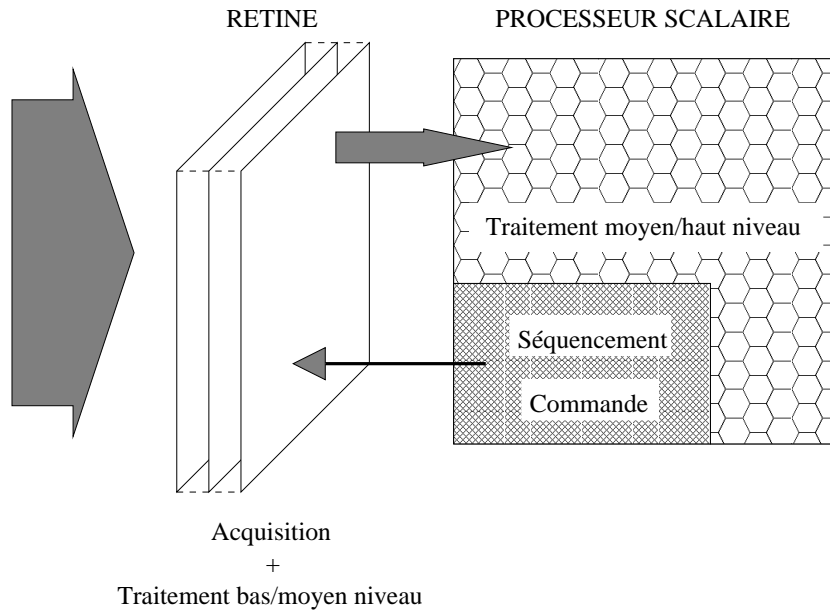 RETINE
PROCESSEUR SCALAIRE
Traitement moyen/haut niveau
Séquencement
Commande
Acquisition
+
Traitement bas/moyen niveau